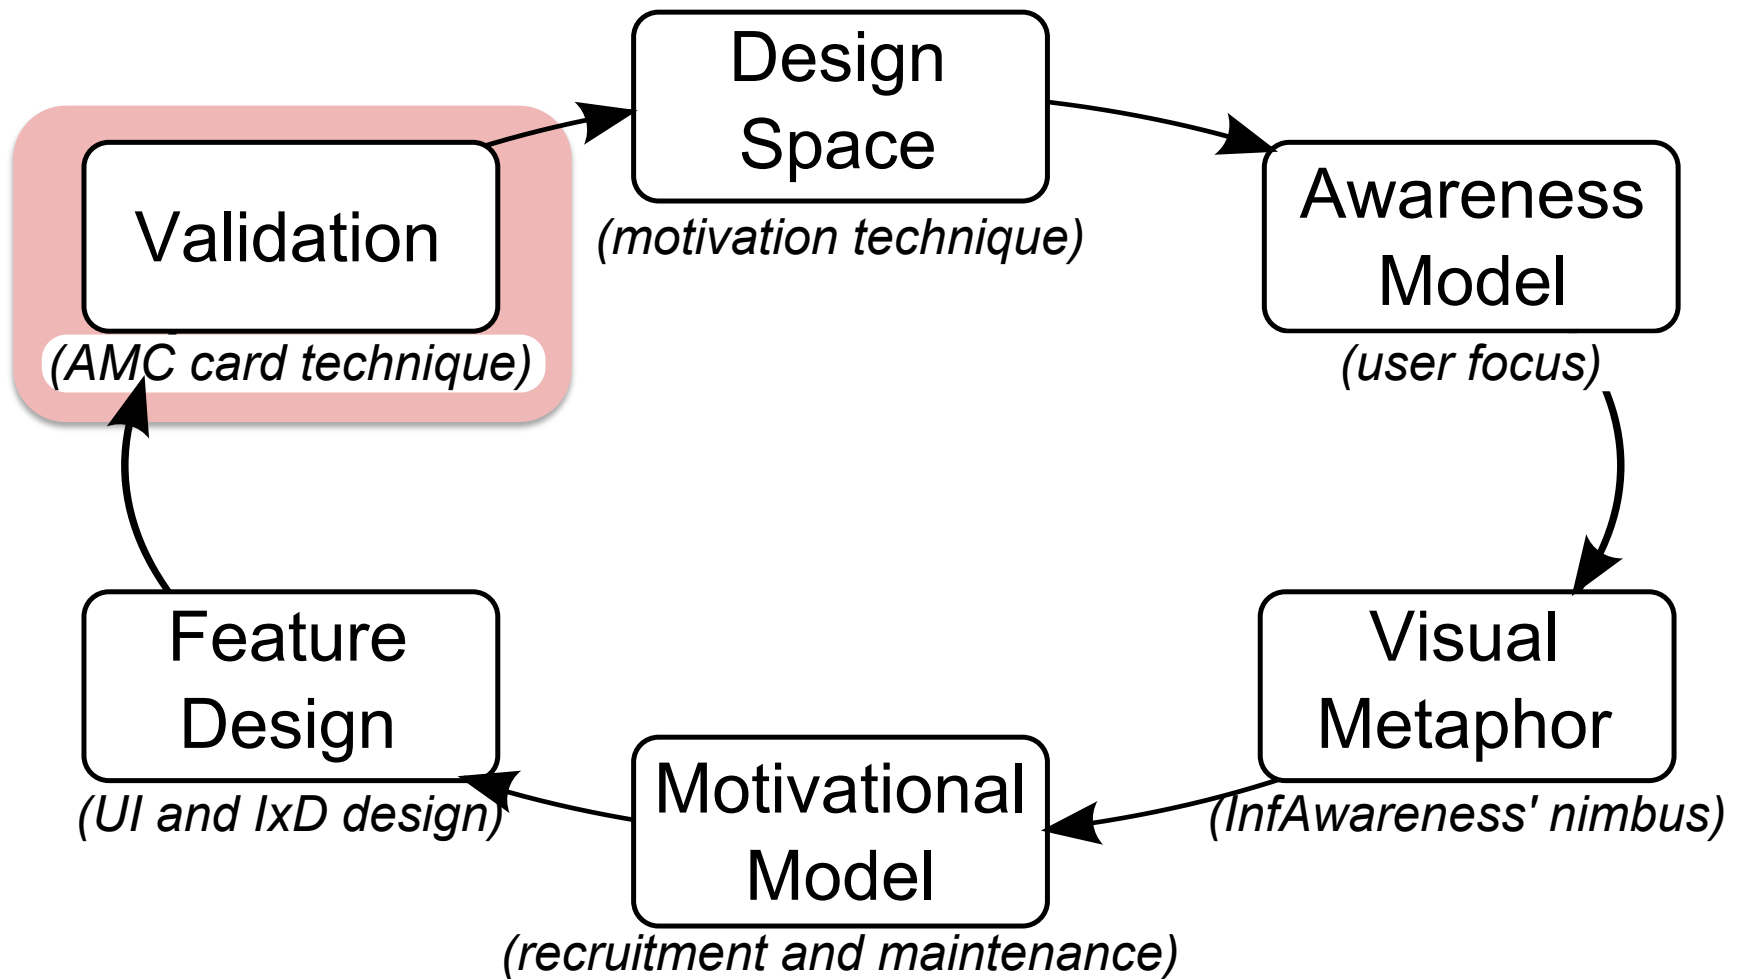 Design
Space
(motivation technique)
Awareness
Model
(user focus)
Visual
Metaphor
(InfAwareness' nimbus)
Motivational
Model
(recruitment and maintenance)
Feature
Design
(UI and IxD design)
Validation
(AMC card technique)